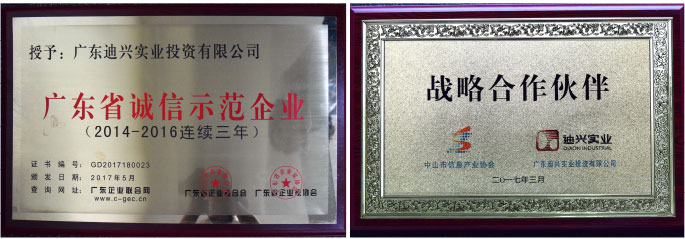 授予：广东迪兴实业投资有限公司
广东省诚信示范企业
（2014-2016连续三年）
证书编号：GD2017180023
颁发日期：2017年5月
查询网址：广东企业联合网
www.c-gec.cn
广东省企业联合会 广东省企业家协会
战略合作伙伴
迪兴实业
DIXON INDUSTRIAL
中山市信息产业协会 广东迪兴实业投资有限公司
二〇一七年三月